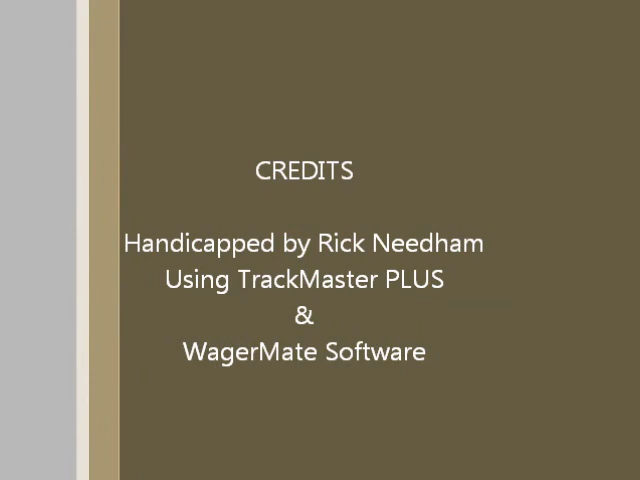 CREDITS
Handicapped by Rick Needham
Using TrackMaster PLUS
&
WagerMate Software